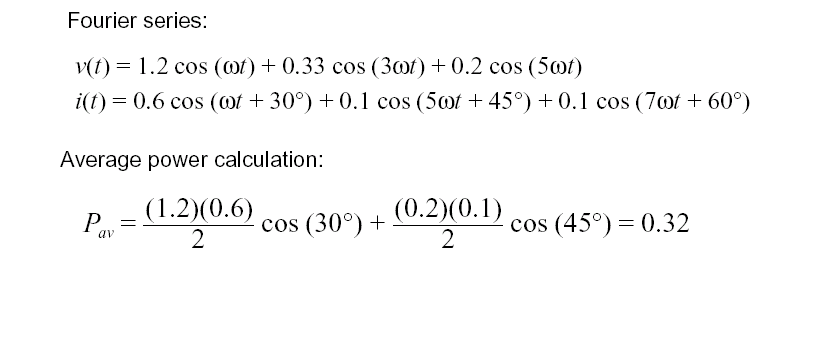 Fourier series:
v(t) = 1.2 cos (ωt) + 0.33 cos (3ωt) + 0.2 cos (5ωt)
i(t) = 0.6 cos (ωt + 30°) + 0.1 cos (5ωt + 45°) + 0.1 cos (7ωt + 60°)
Average power calculation:
P_av = (1.2)(0.6)/2 cos (30°) + (0.2)(0.1)/2 cos (45°) = 0.32